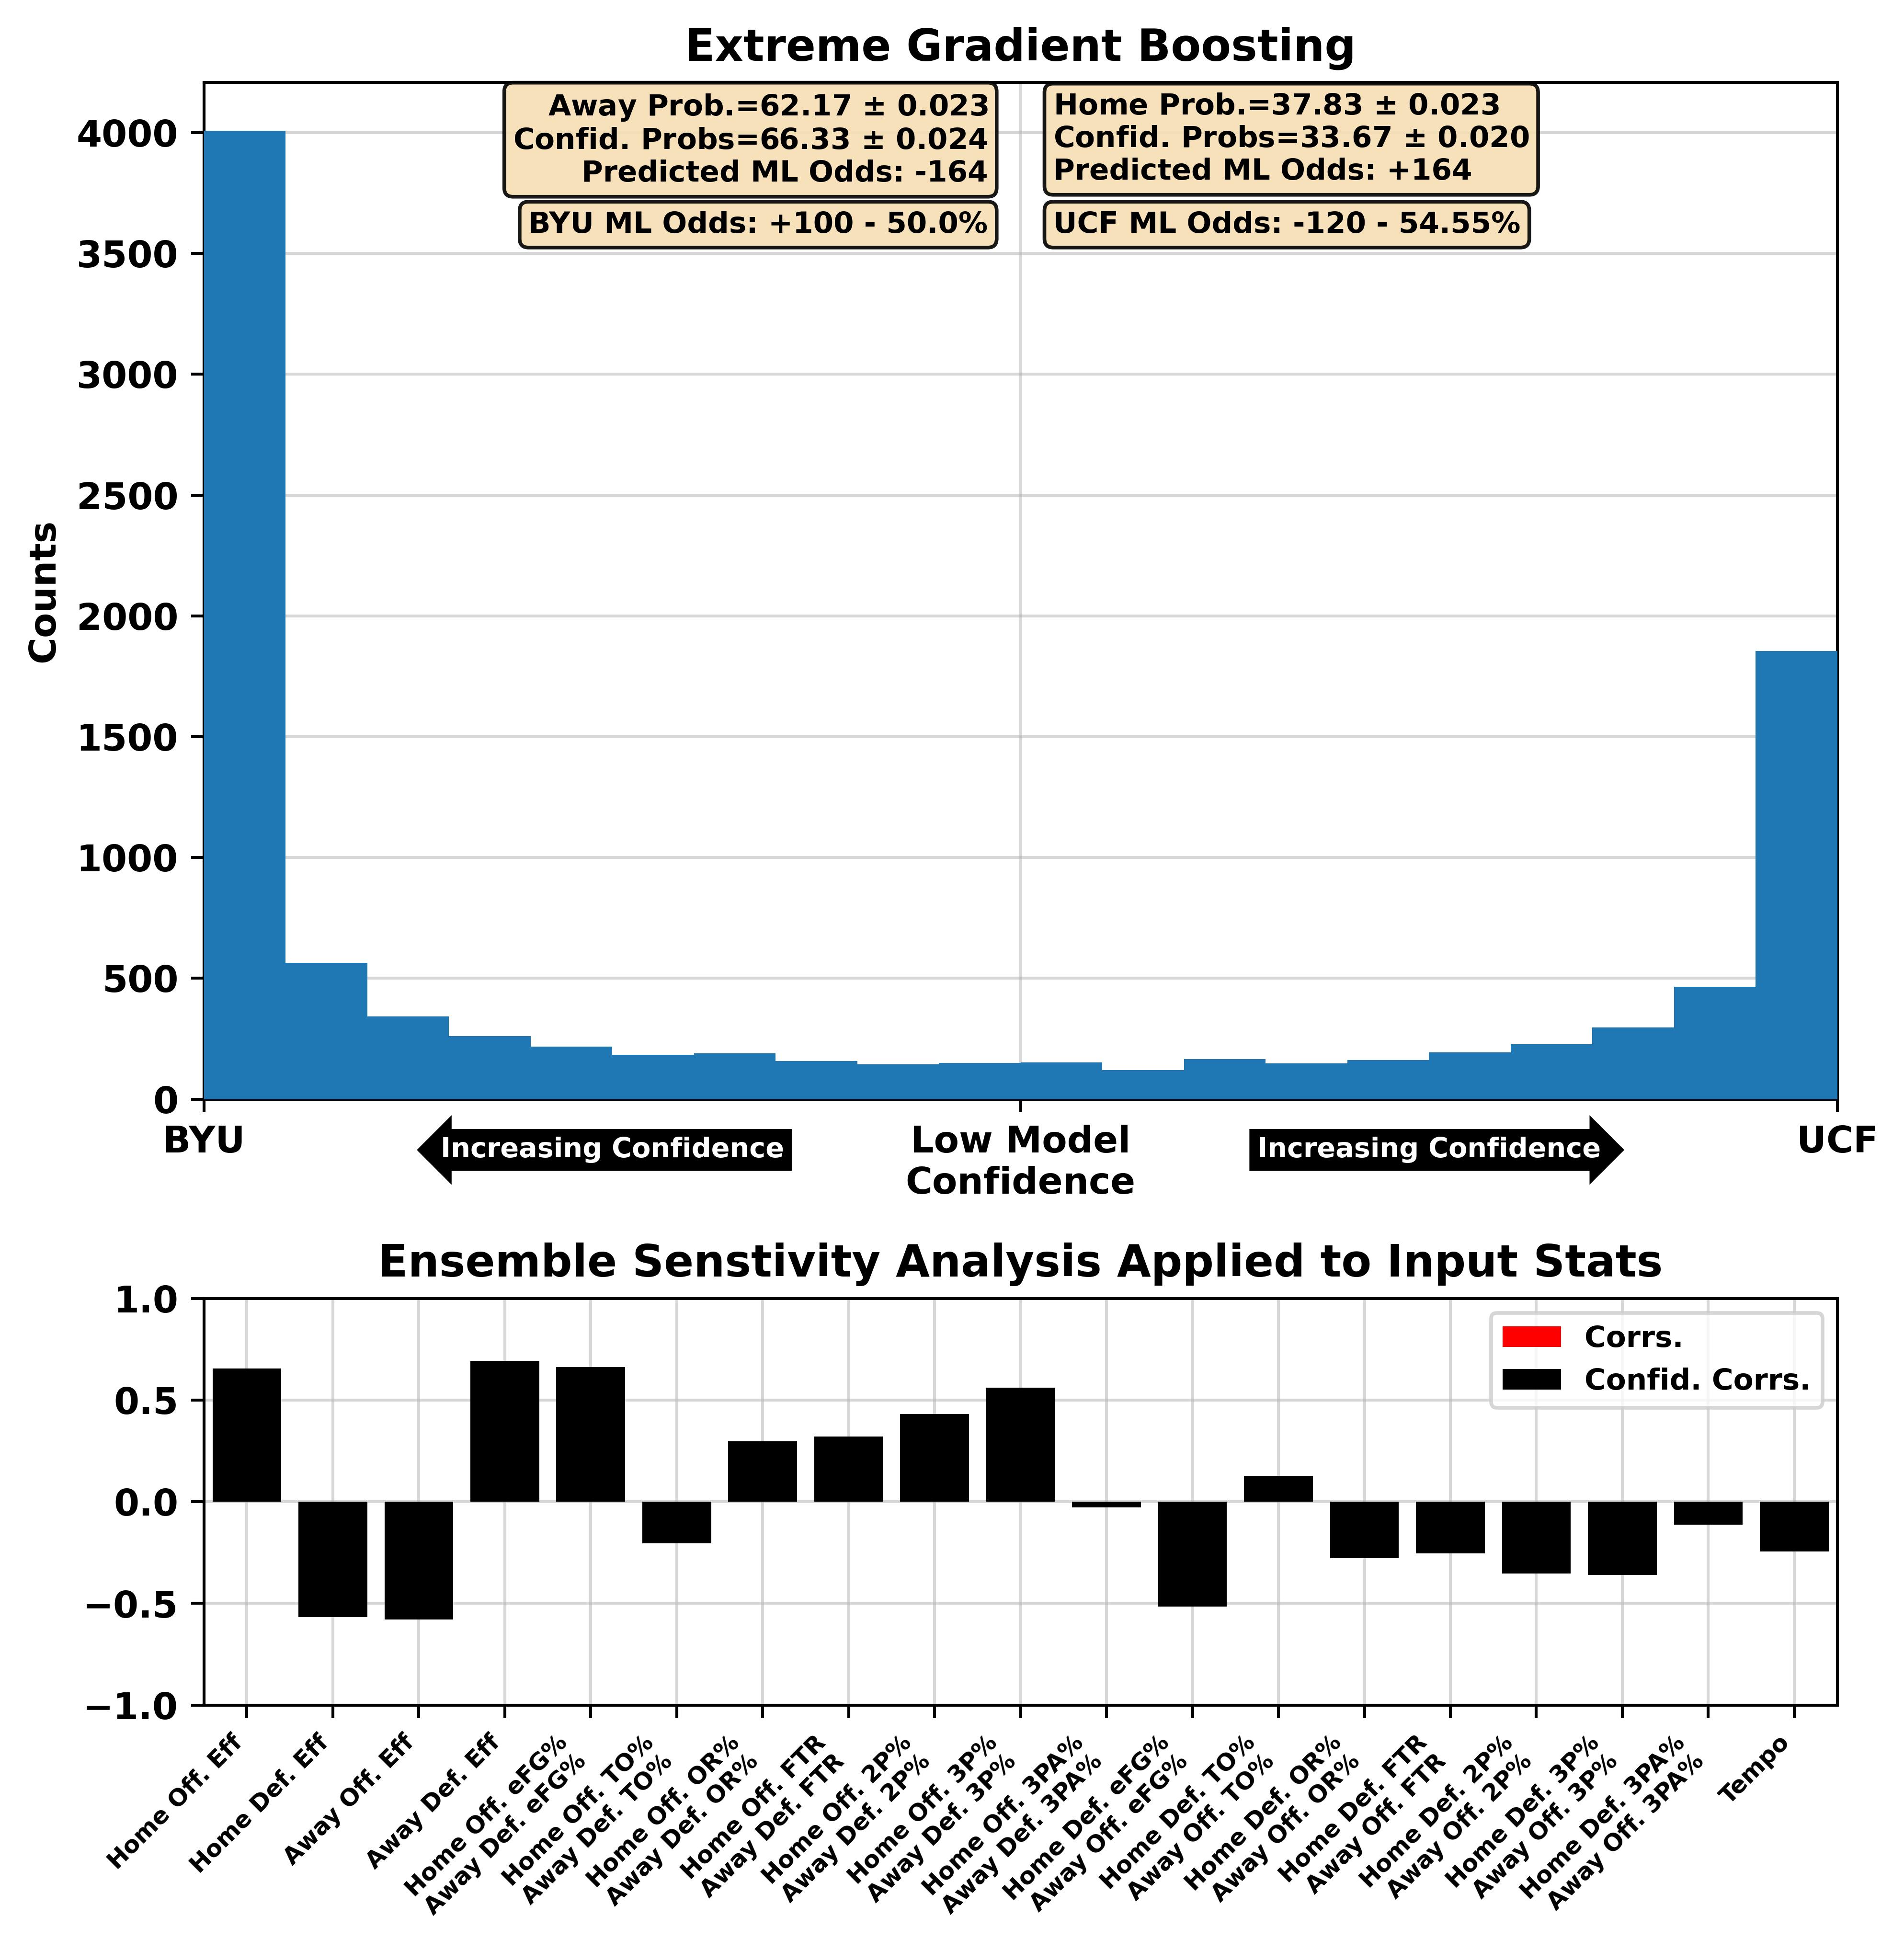 Extreme Gradient Boosting
Away Prob.=62.17 ± 0.023
Confid. Probs=66.33 ± 0.024
Predicted ML Odds: -164
BYU ML Odds: +100 - 50.0%
Home Prob.=37.83 ± 0.023
Confid. Probs=33.67 ± 0.020
Predicted ML Odds: +164
UCF ML Odds: -120 - 54.55%
Counts
4000
3500
3000
2500
2000
1500
1000
500
0
BYU
Increasing Confidence
Low Model
Confidence
Increasing Confidence
UCF
Ensemble Senstivity Analysis Applied to Input Stats
1.0
0.5
0.0
−0.5
−1.0
Corrs.
Confid. Corrs.
Home Off. Eff
Home Def. Eff
Away Off. Eff
Away Def. Eff
Home Off. eFG%
Away Def. eFG%
Home Off. TO%
Away Def. TO%
Home Off. OR%
Away Def. OR%
Home Off. FTR
Away Def. FTR
Home Off. 2P%
Away Def. 2P%
Home Off. 3P%
Away Def. 3P%
Home Off. 3PA%
Away Def. 3PA%
Home Def. eFG%
Away Off. eFG%
Home Def. TO%
Away Off. TO%
Home Def. OR%
Away Off. OR%
Home Def. FTR
Away Off. FTR
Home Def. 2P%
Away Off. 2P%
Home Def. 3P%
Away Off. 3P%
Home Def. 3PA%
Away Off. 3PA%
Tempo